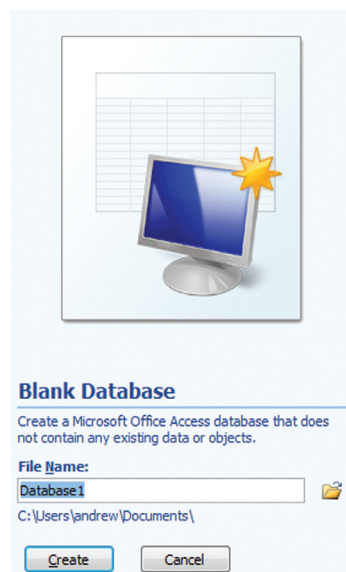 Blank Database
Create a Microsoft Office Access database that does
not contain any existing data or objects.
File Name:
Database1
C:\Users\andrew\Documents\
Create Cancel